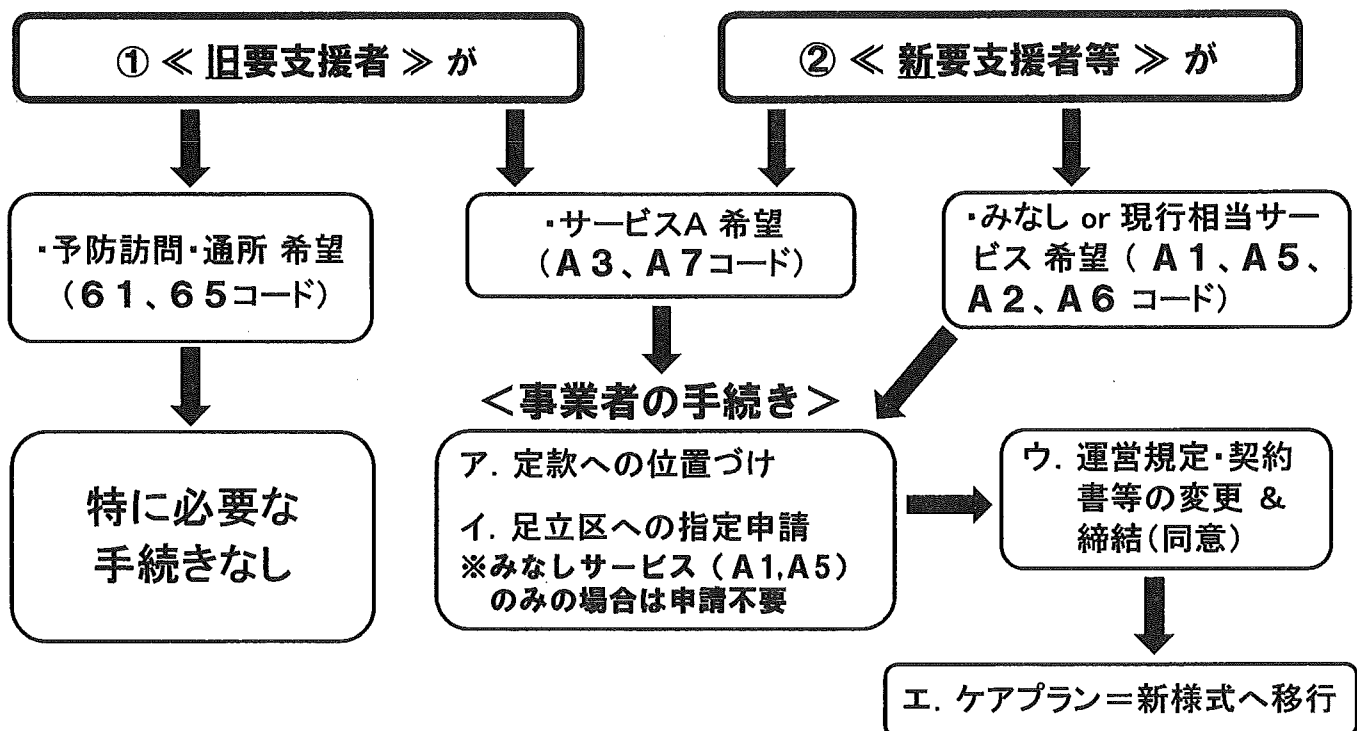 ① ≪ 旧要支援者 ≫ が
② ≪ 新要支援者等 ≫ が
・予防訪問・通所 希望
（６１、６５コード）
・サービスA 希望
（A３、A７コード）
・みなし or 現行相当サー
ビス 希望（ A１、A５、
A２、A６ コード）
＜事業者の手続き＞
特に必要な
手続きなし
ア. 定款への位置づけ
イ. 足立区への指定申請
※みなしサービス（A1,A5）
のみの場合は申請不要
ウ. 運営規定・契約
書等の変更 &
締結(同意)
エ. ケアプラン＝新様式へ移行